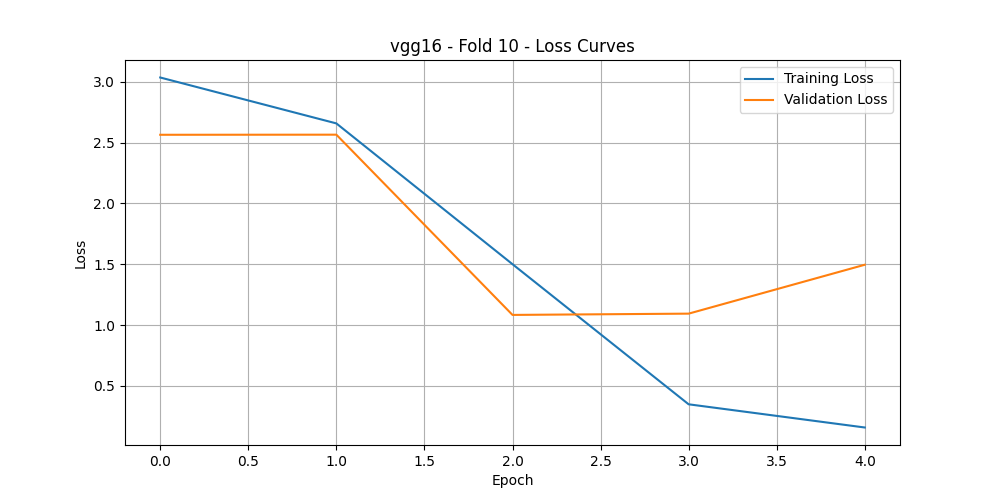 vgg16 - Fold 10 - Loss Curves
Training Loss
Validation Loss
Loss
3.0
2.5
2.0
1.5
1.0
0.5
0.0 0.5 1.0 1.5 2.0 2.5 3.0 3.5 4.0
Epoch